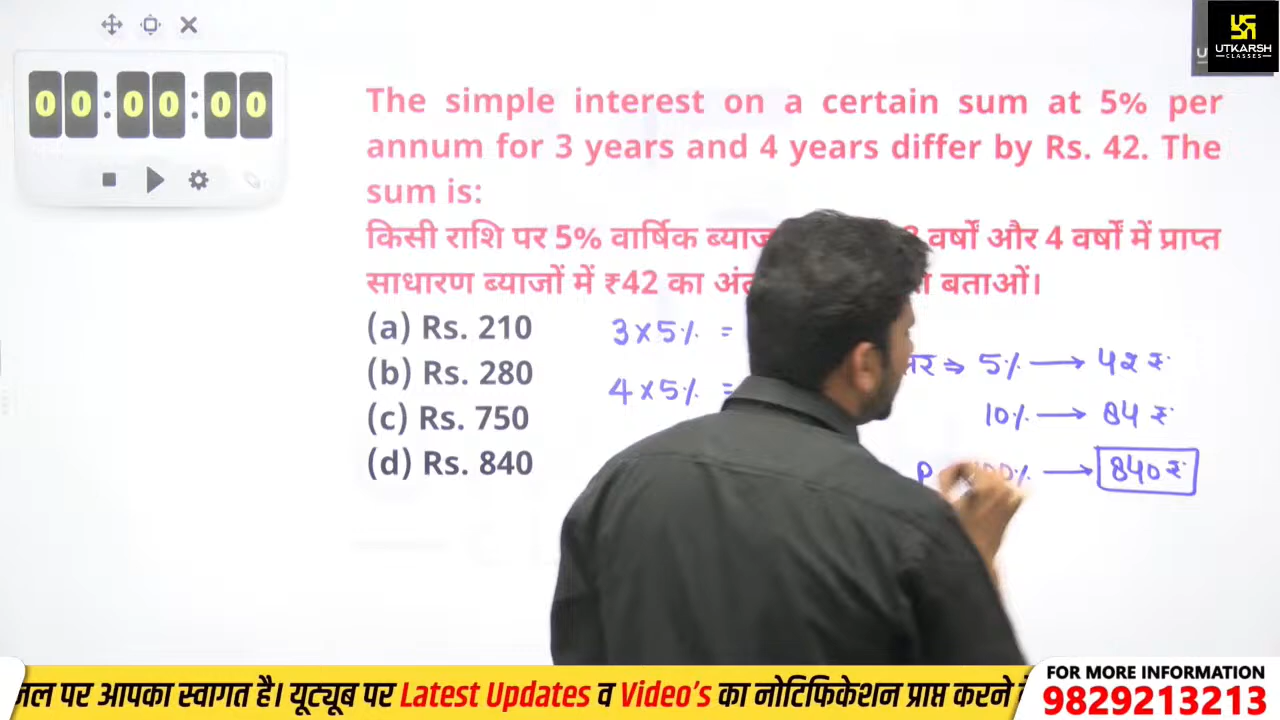 00:00:00
UTKARSH
CLASSES
The simple interest on a certain sum at 5% per
annum for 3 years and 4 years differ by Rs. 42. The
sum is:
किसी राशि पर 5% वार्षिक वर्षों और 4 वर्षों में प्राप्त
साधारण ब्याजों में ₹42 का बताओं।
(a) Rs. 210
(b) Rs. 280
(c) Rs. 750
(d) Rs. 840
3 x 5% =
4 x 5% =
⇒ 5% → 42 ₹
10% → 84 ₹
P 100% → 840 ₹
पर आपका स्वागत है। यूट्यूब पर Latest Updates व Video's का नोटिफिकेशन प्राप्त करने
FOR MORE INFORMATION
9829213213